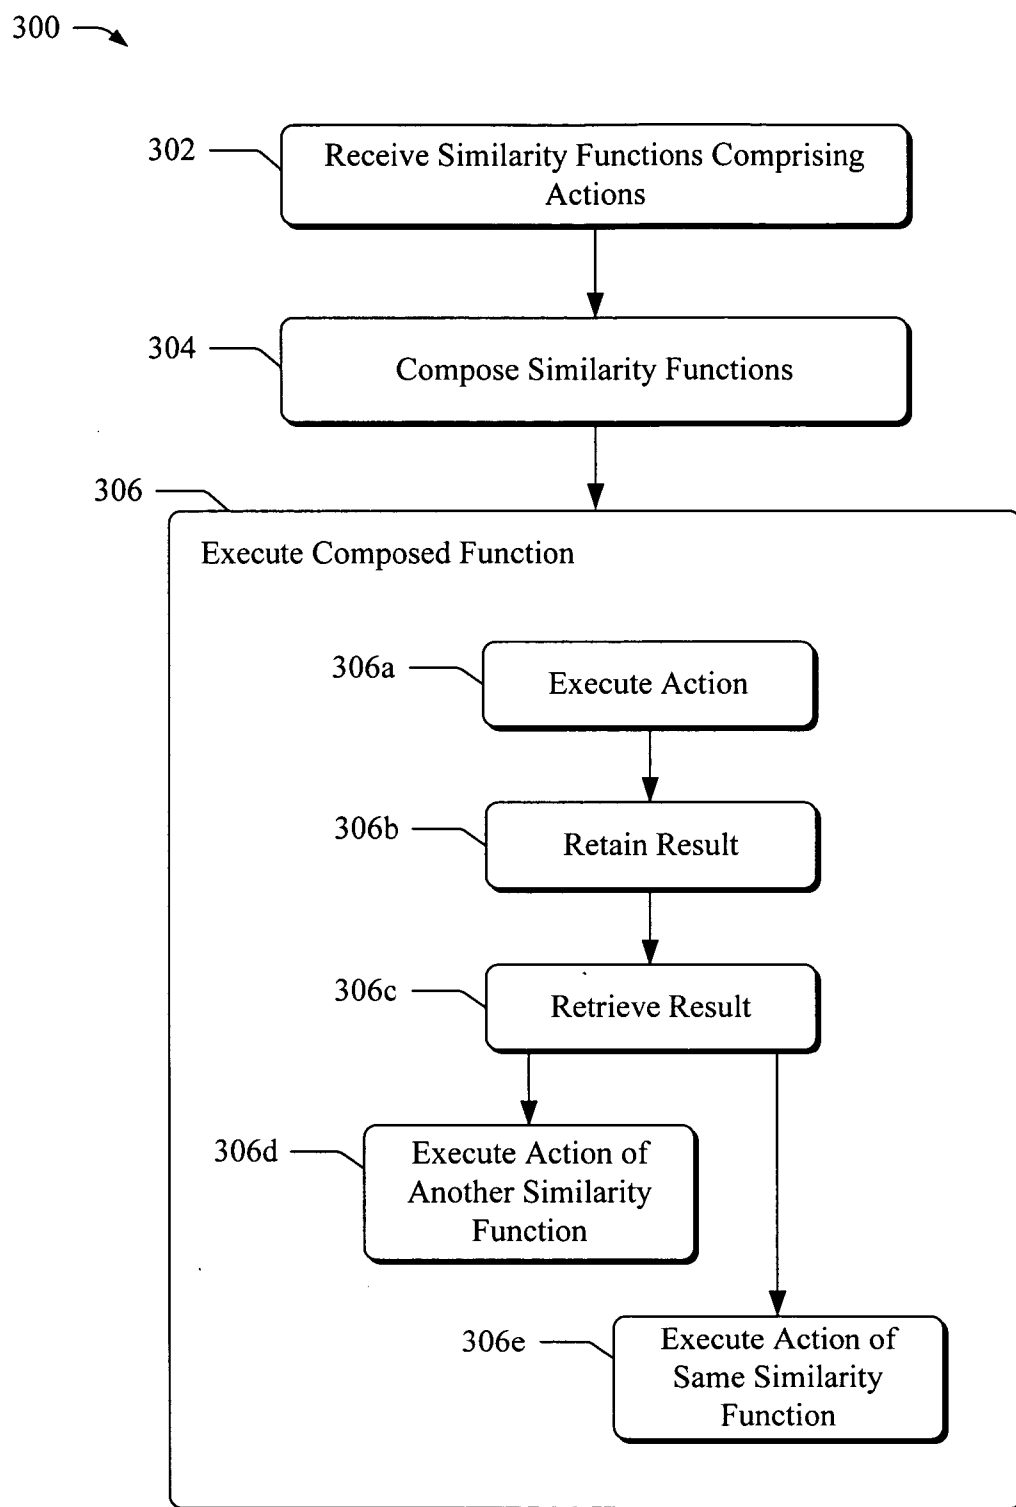 300
302
Receive Similarity Functions Comprising
Actions
304
Compose Similarity Functions
306
Execute Composed Function
306a
Execute Action
306b
Retain Result
306c
Retrieve Result
306d
Execute Action of
Another Similarity
Function
306e
Execute Action of
Same Similarity
Function